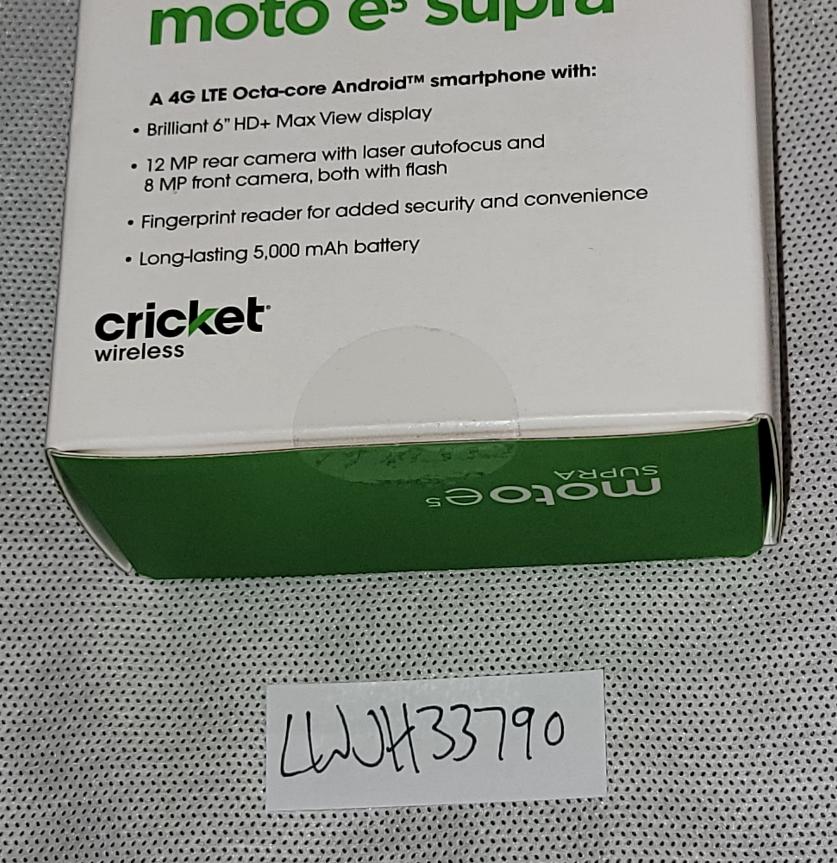 moto e⁵ supra
A 4G LTE Octa-core Android™ smartphone with:
• Brilliant 6" HD+ Max View display
• 12 MP rear camera with laser autofocus and
8 MP front camera, both with flash
• Fingerprint reader for added security and convenience
• Long-lasting 5,000 mAh battery
cricket
wireless
moto e5
SUPRA
LWJH33790